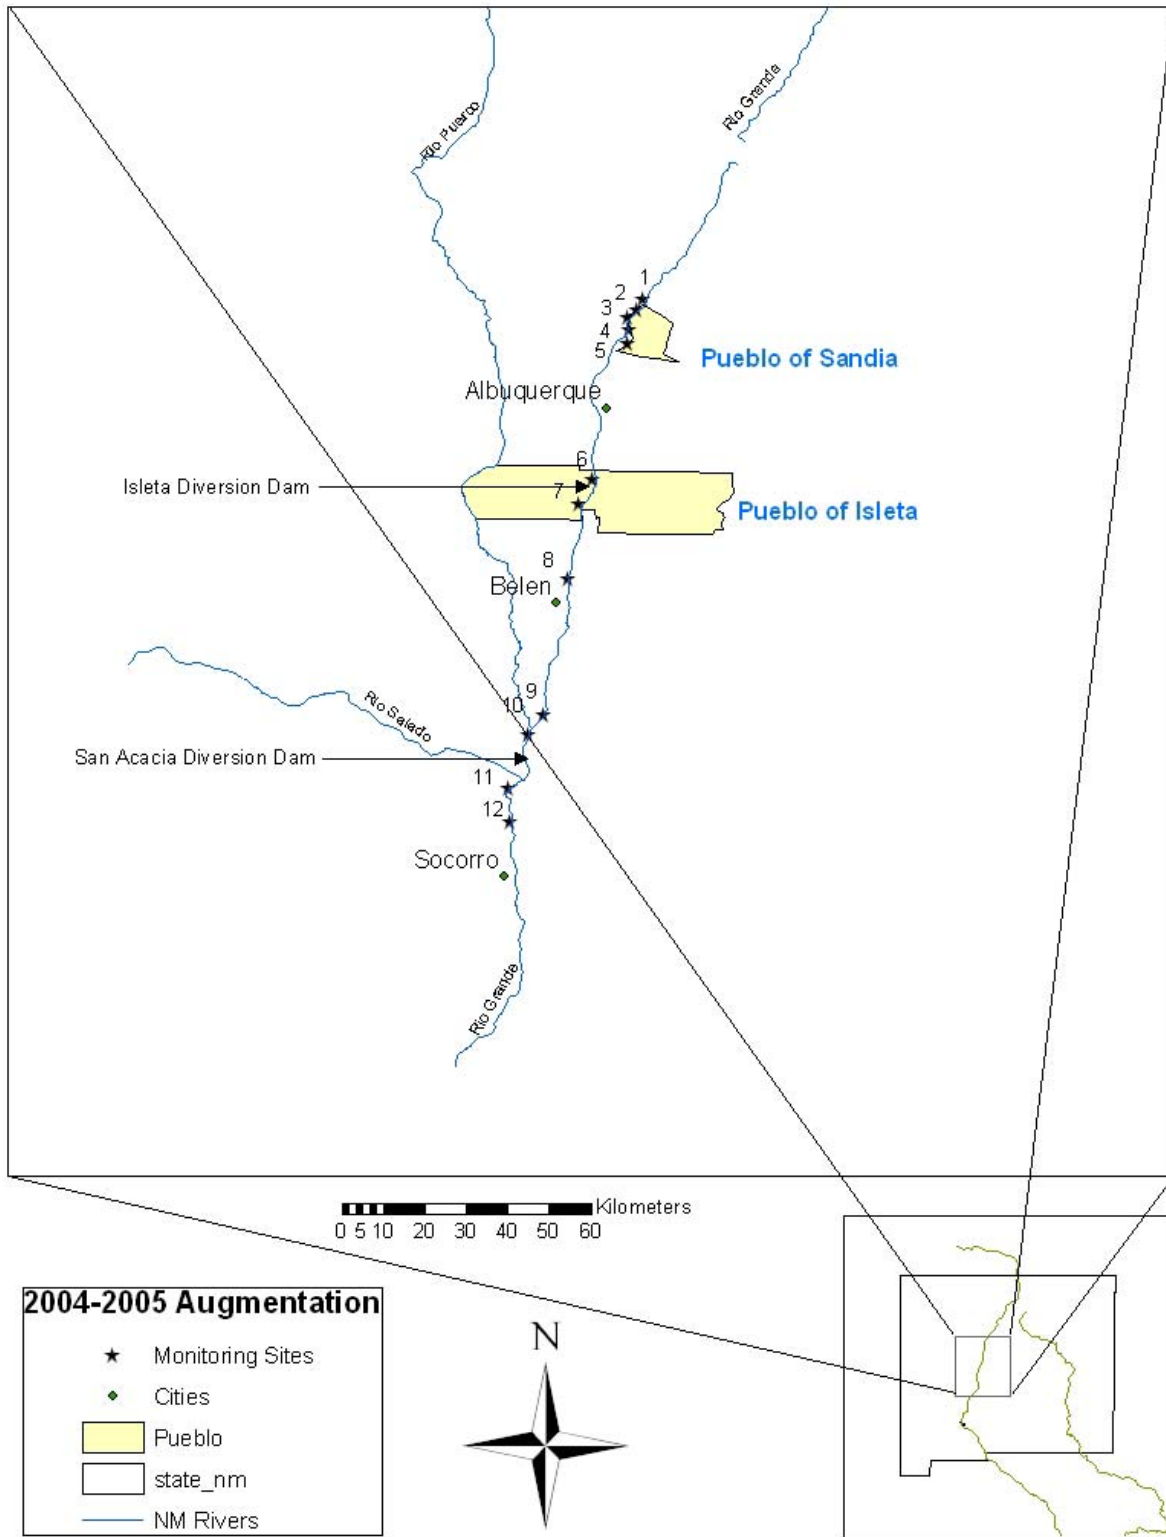 Rio Puerco
Rio Grande
1
2
3
4
5
Pueblo of Sandia
Albuquerque
6
Isleta Diversion Dam
7
Pueblo of Isleta
8
Belen
9
10
Rio Salado
San Acacia Diversion Dam
11
12
Socorro
Rio Grande
Kilometers
0 5 10 20 30 40 50 60
2004-2005 Augmentation
Monitoring Sites
Cities
Pueblo
state_nm
NM Rivers
N